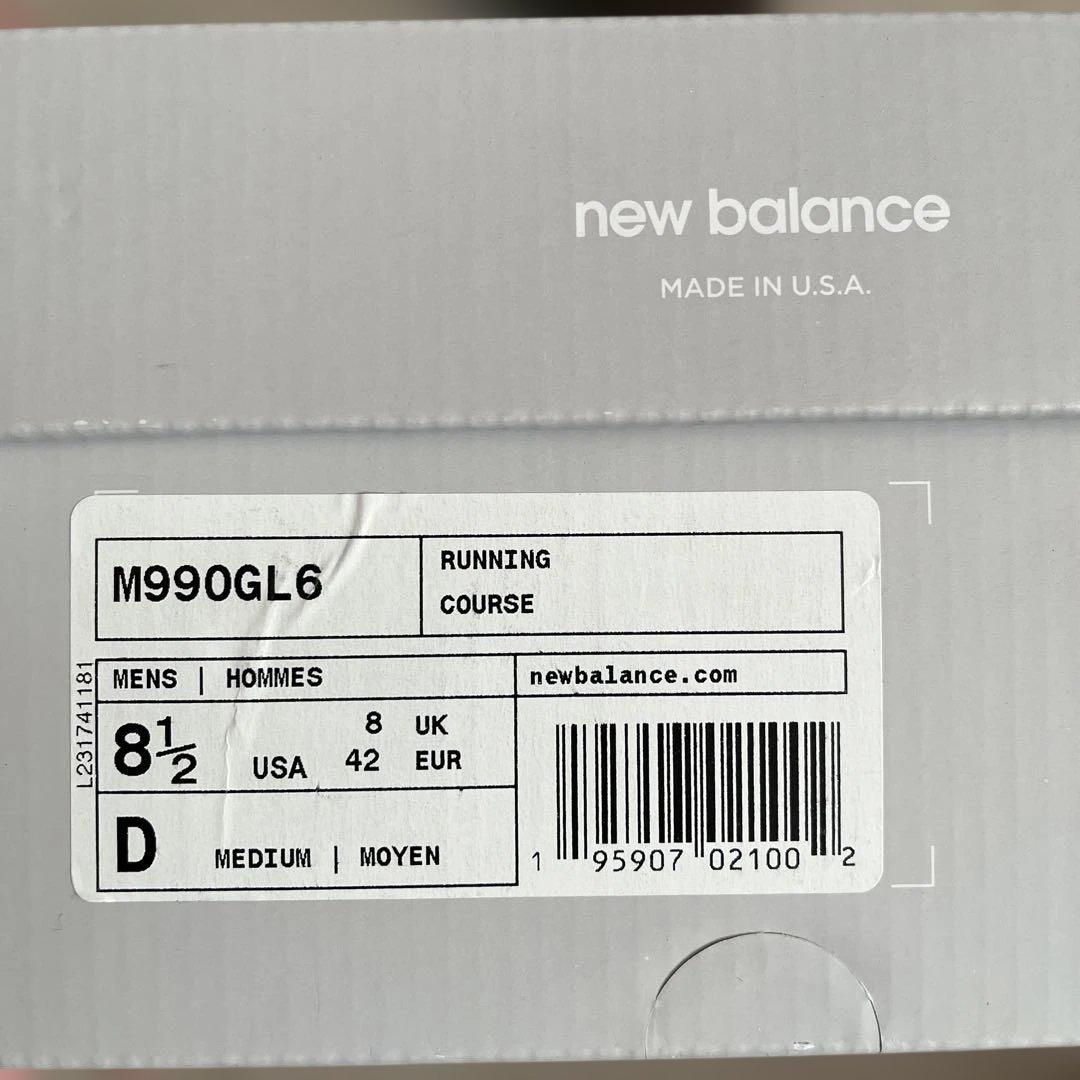 new balance
MADE IN U.S.A.
M990GL6
RUNNING
COURSE
L231741181
MENS | HOMMES
newbalance.com
8½ USA
8 UK
42 EUR
D MEDIUM | MOYEN
1 95907 02100 2